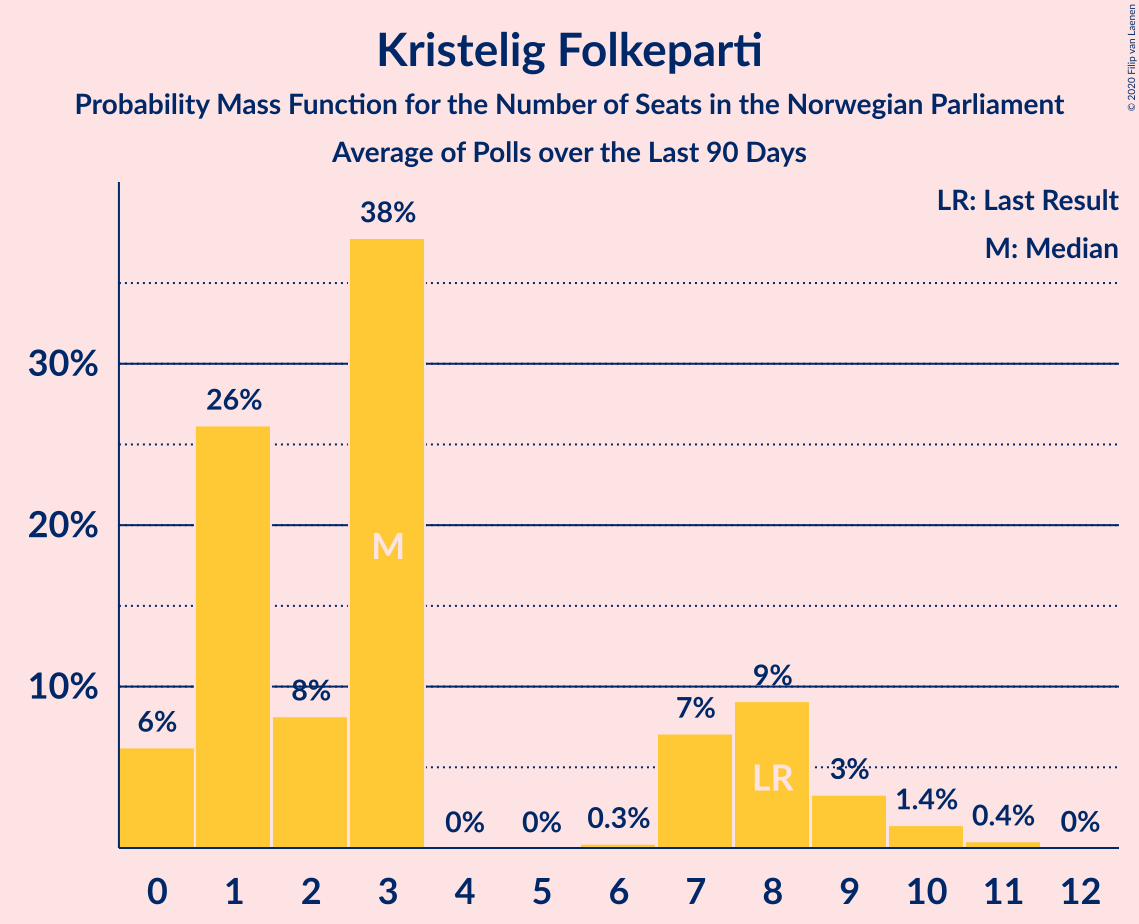 Kristelig Folkeparti
Probability Mass Function for the Number of Seats in the Norwegian Parliament
Average of Polls over the Last 90 Days
© 2020 Filip van Laenen
LR: Last Result
M: Median
30%
20%
10%
6%
26%
8%
38%
0%
0%
0.3%
7%
9%
3%
1.4%
0.4%
0%
M
LR
0 1 2 3 4 5 6 7 8 9 10 11 12